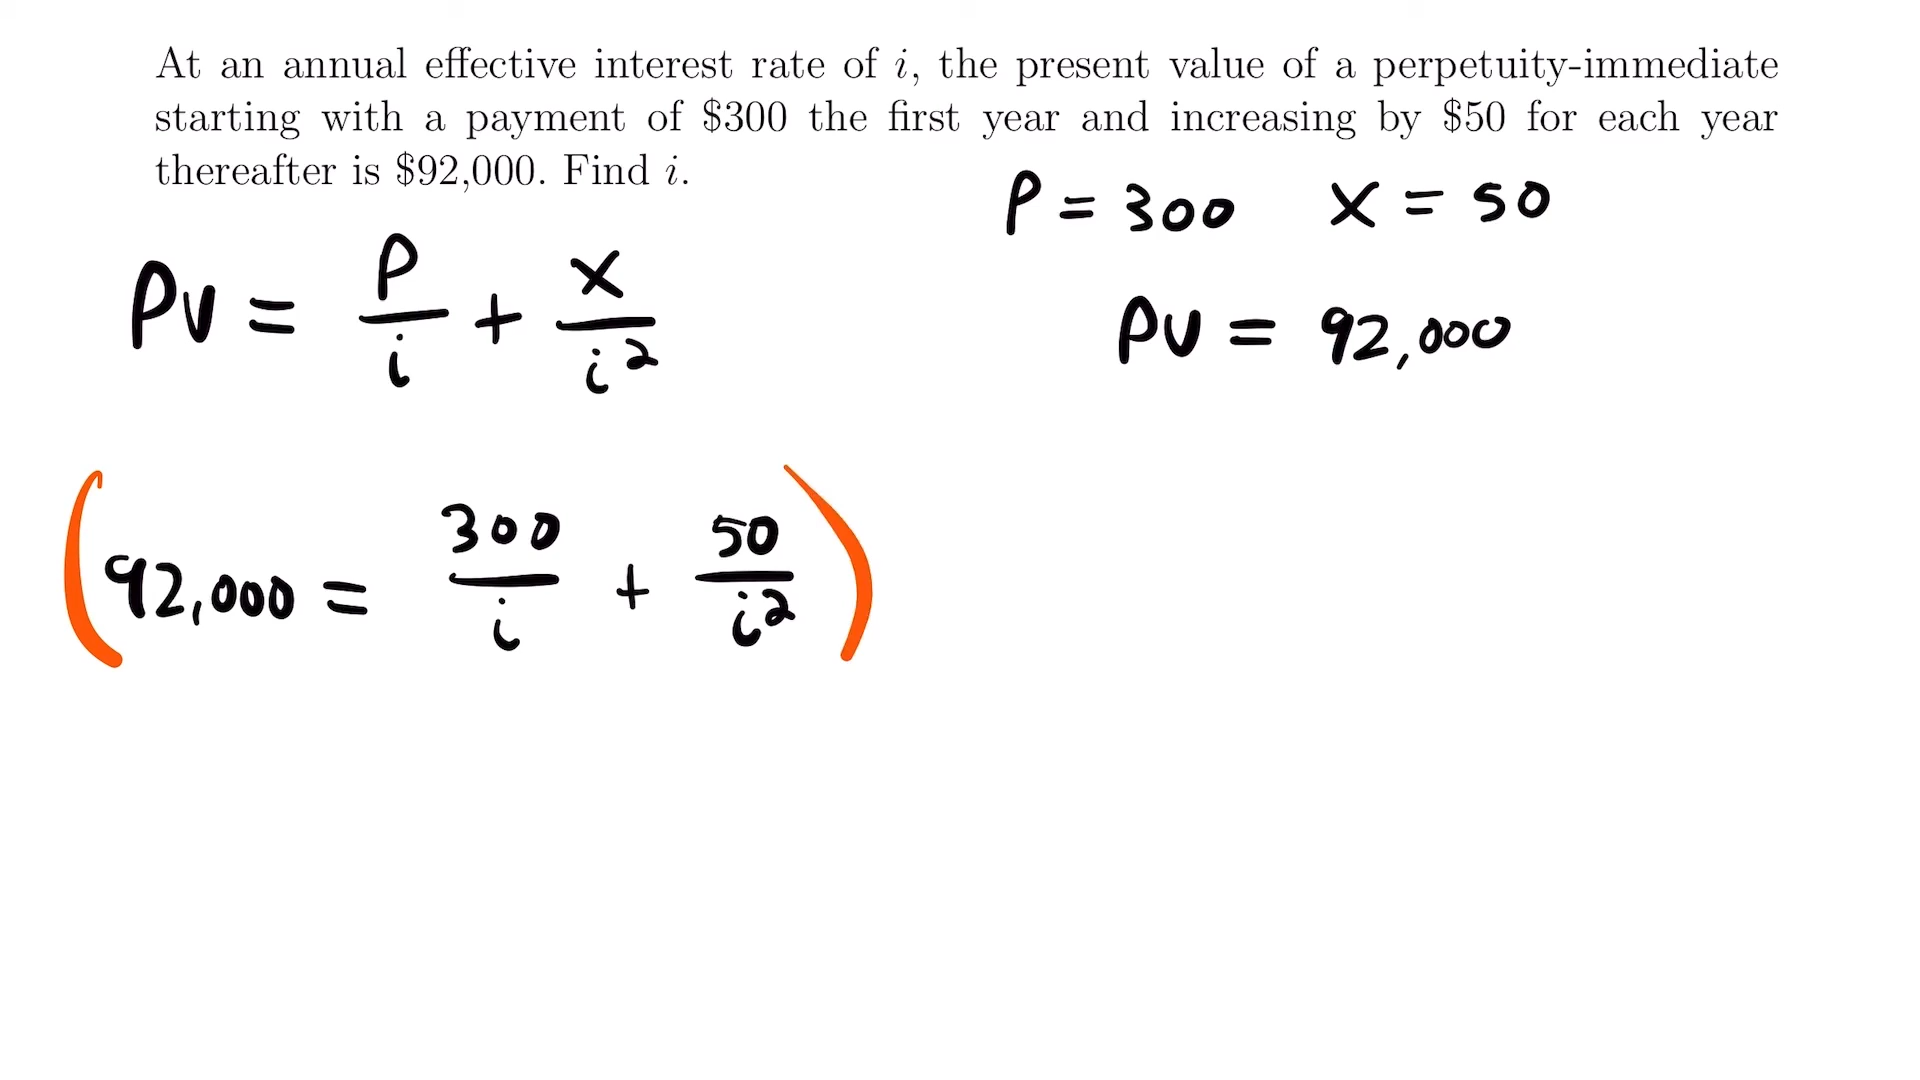 At an annual effective interest rate of i, the present value of a perpetuity-immediate
starting with a payment of $300 the first year and increasing by $50 for each year
thereafter is $92,000. Find i.
P = 300 X = 50
PV = P/i + X/i²
PV = 92,000
(92,000 = 300/i + 50/i²)